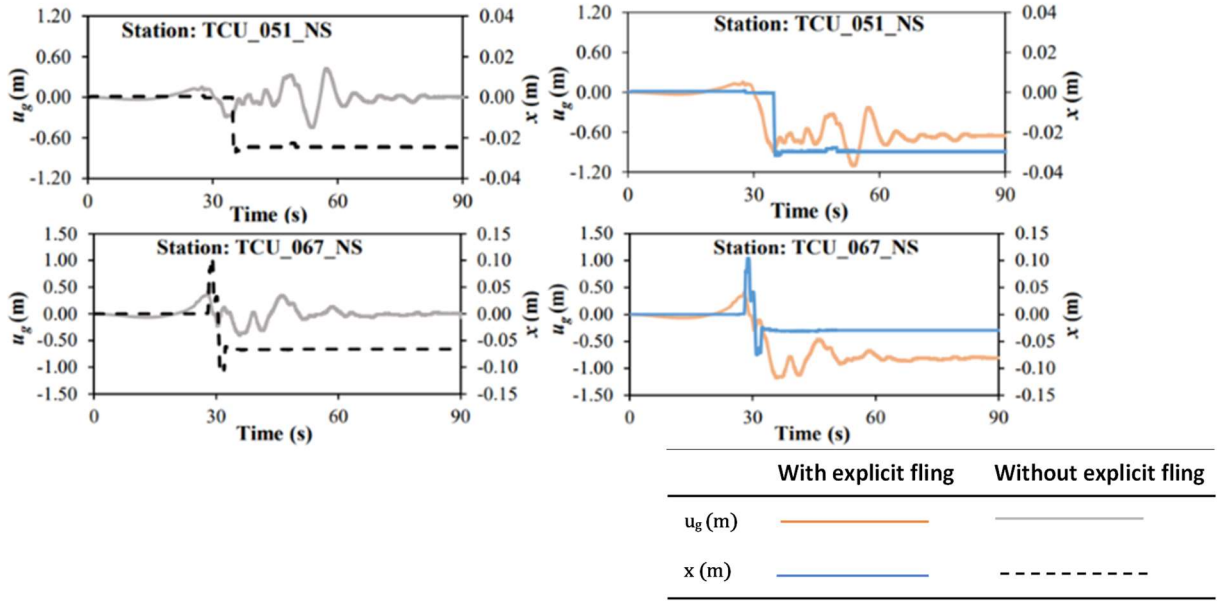 Station: TCU_051_NS
1.20
0.60
0.00
-0.60
-1.20
u_g (m)
0.04
0.02
0.00
-0.02
-0.04
x (m)
0 30 60 90
Time (s)
Station: TCU_051_NS
1.20
0.60
0.00
-0.60
-1.20
u_g (m)
0.04
0.02
0.00
-0.02
-0.04
x (m)
0 30 60 90
Time (s)
Station: TCU_067_NS
1.50
1.00
0.50
0.00
-0.50
-1.00
-1.50
u_g (m)
0.15
0.10
0.05
0.00
-0.05
-0.10
-0.15
x (m)
0 30 60 90
Time (s)
Station: TCU_067_NS
1.50
1.00
0.50
0.00
-0.50
-1.00
-1.50
u_g (m)
0.15
0.10
0.05
0.00
-0.05
-0.10
-0.15
x (m)
0 30 60 90
Time (s)
With explicit fling Without explicit fling
u_g (m)
x (m)